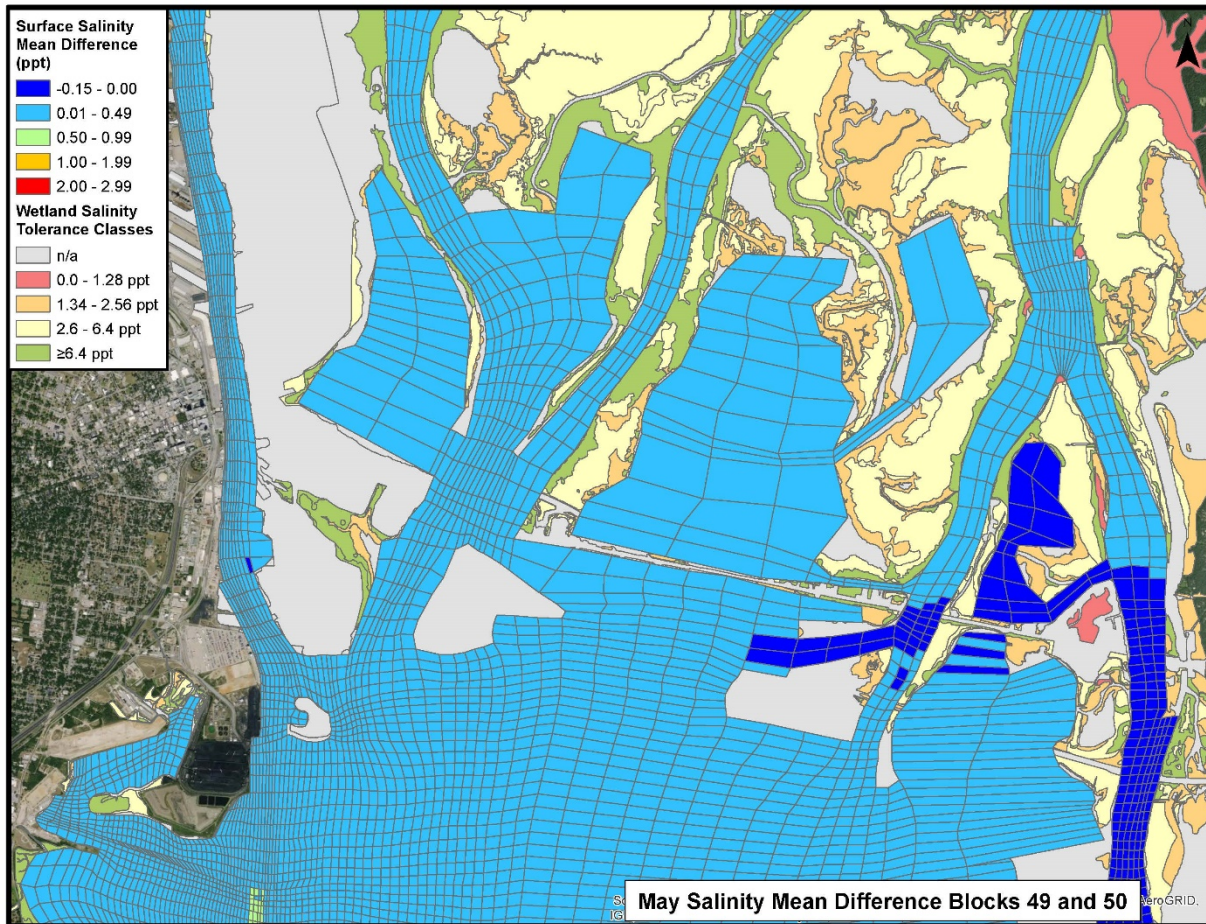 Surface Salinity
Mean Difference
(ppt)
-0.15 - 0.00
0.01 - 0.49
0.50 - 0.99
1.00 - 1.99
2.00 - 2.99
Wetland Salinity
Tolerance Classes
n/a
0.0 - 1.28 ppt
1.34 - 2.56 ppt
2.6 - 6.4 ppt
≥6.4 ppt
N
May Salinity Mean Difference Blocks 49 and 50
AeroGRID,